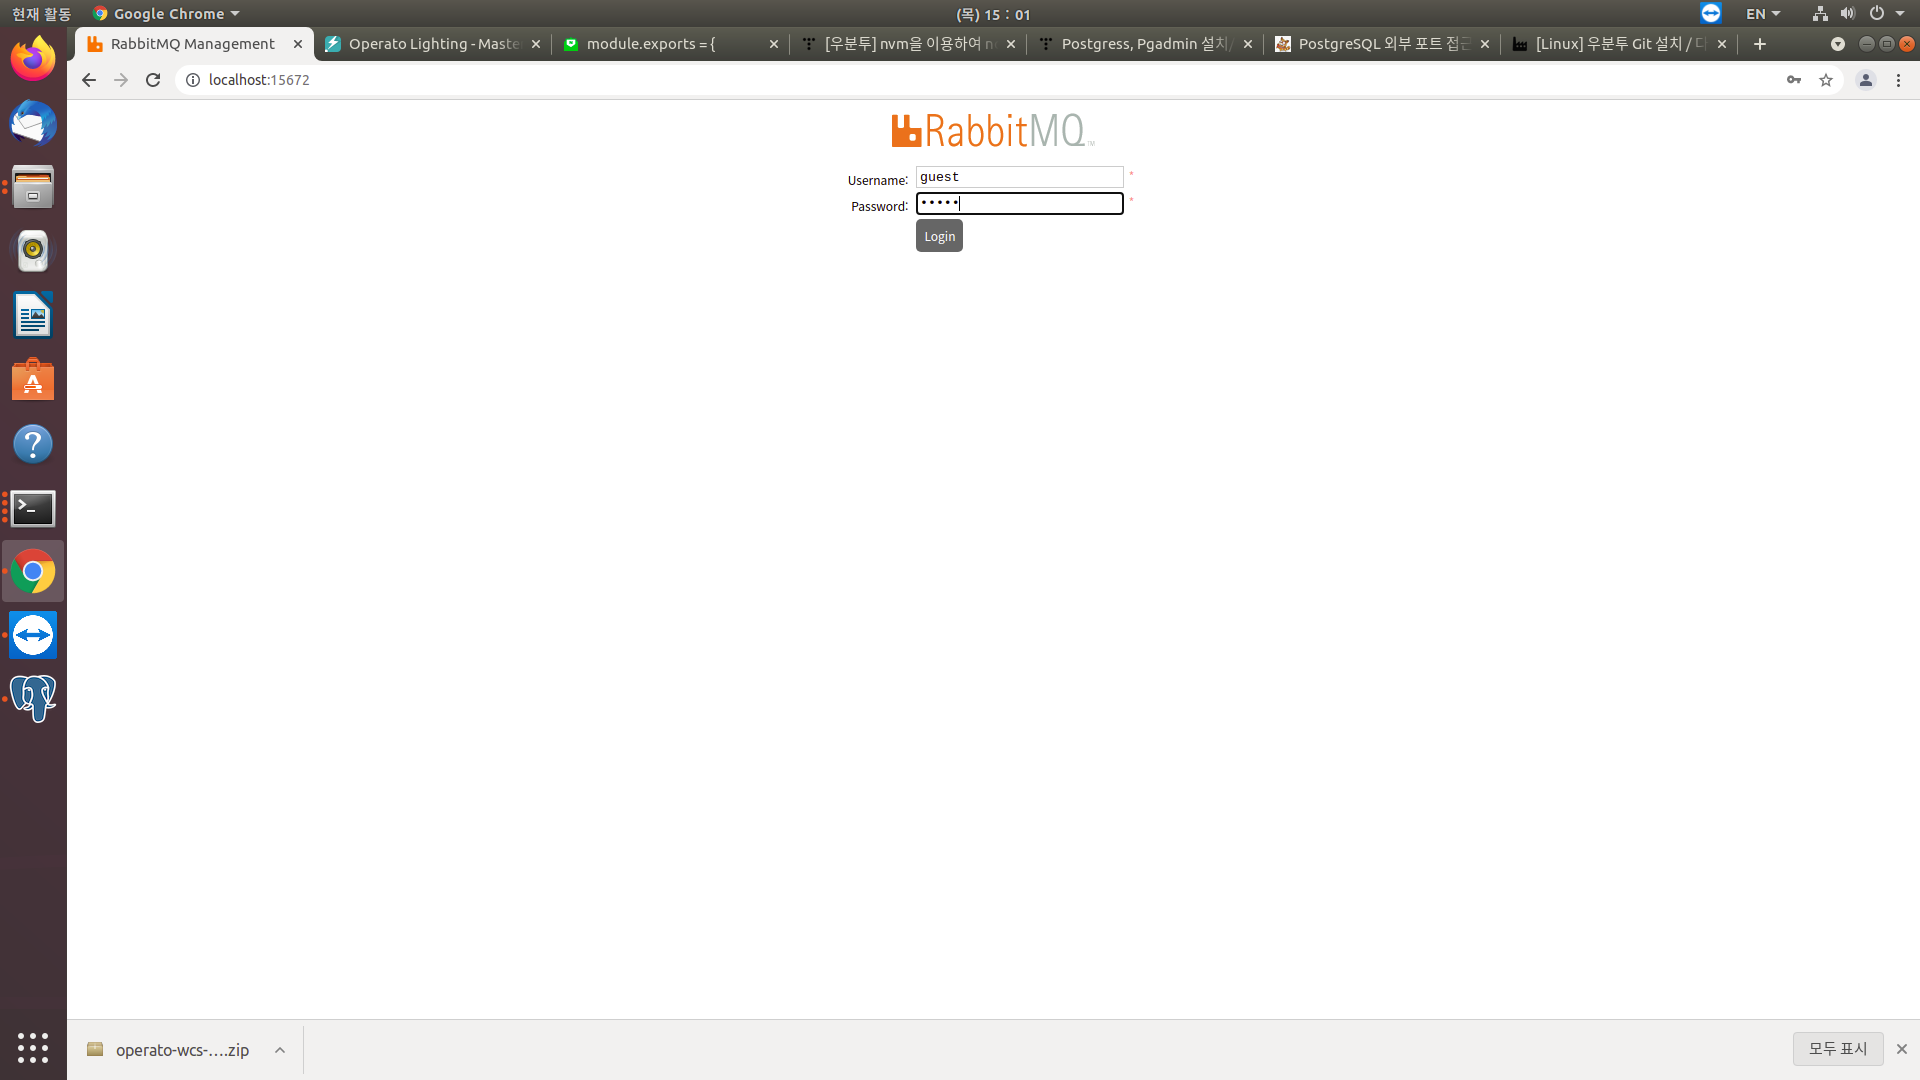 현재 활동 Google Chrome (목) 15 : 01 EN
RabbitMQ Management Operato Lighting - Maste module.exports = { [우분투] nvm을 이용하여 n Postgress, Pgadmin 설치/ PostgreSQL 외부 포트 접근 [Linux] 우분투 Git 설치 /
localhost:15672
RabbitMQ TM
Username: guest *
Password: ••••• *
Login
operato-wcs-....zip 모두 표시